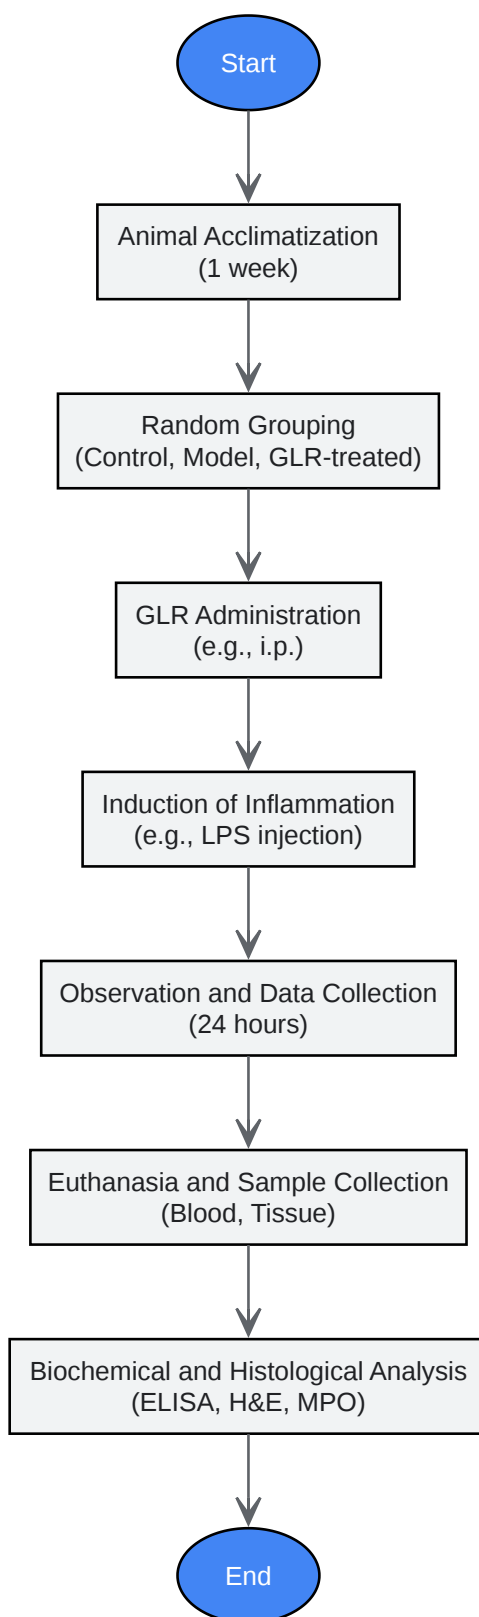 Start
Animal Acclimatization
(1 week)
Random Grouping
(Control, Model, GLR-treated)
GLR Administration
(e.g., i.p.)
Induction of Inflammation
(e.g., LPS injection)
Observation and Data Collection
(24 hours)
Euthanasia and Sample Collection
(Blood, Tissue)
Biochemical and Histological Analysis
(ELISA, H&E, MPO)
End